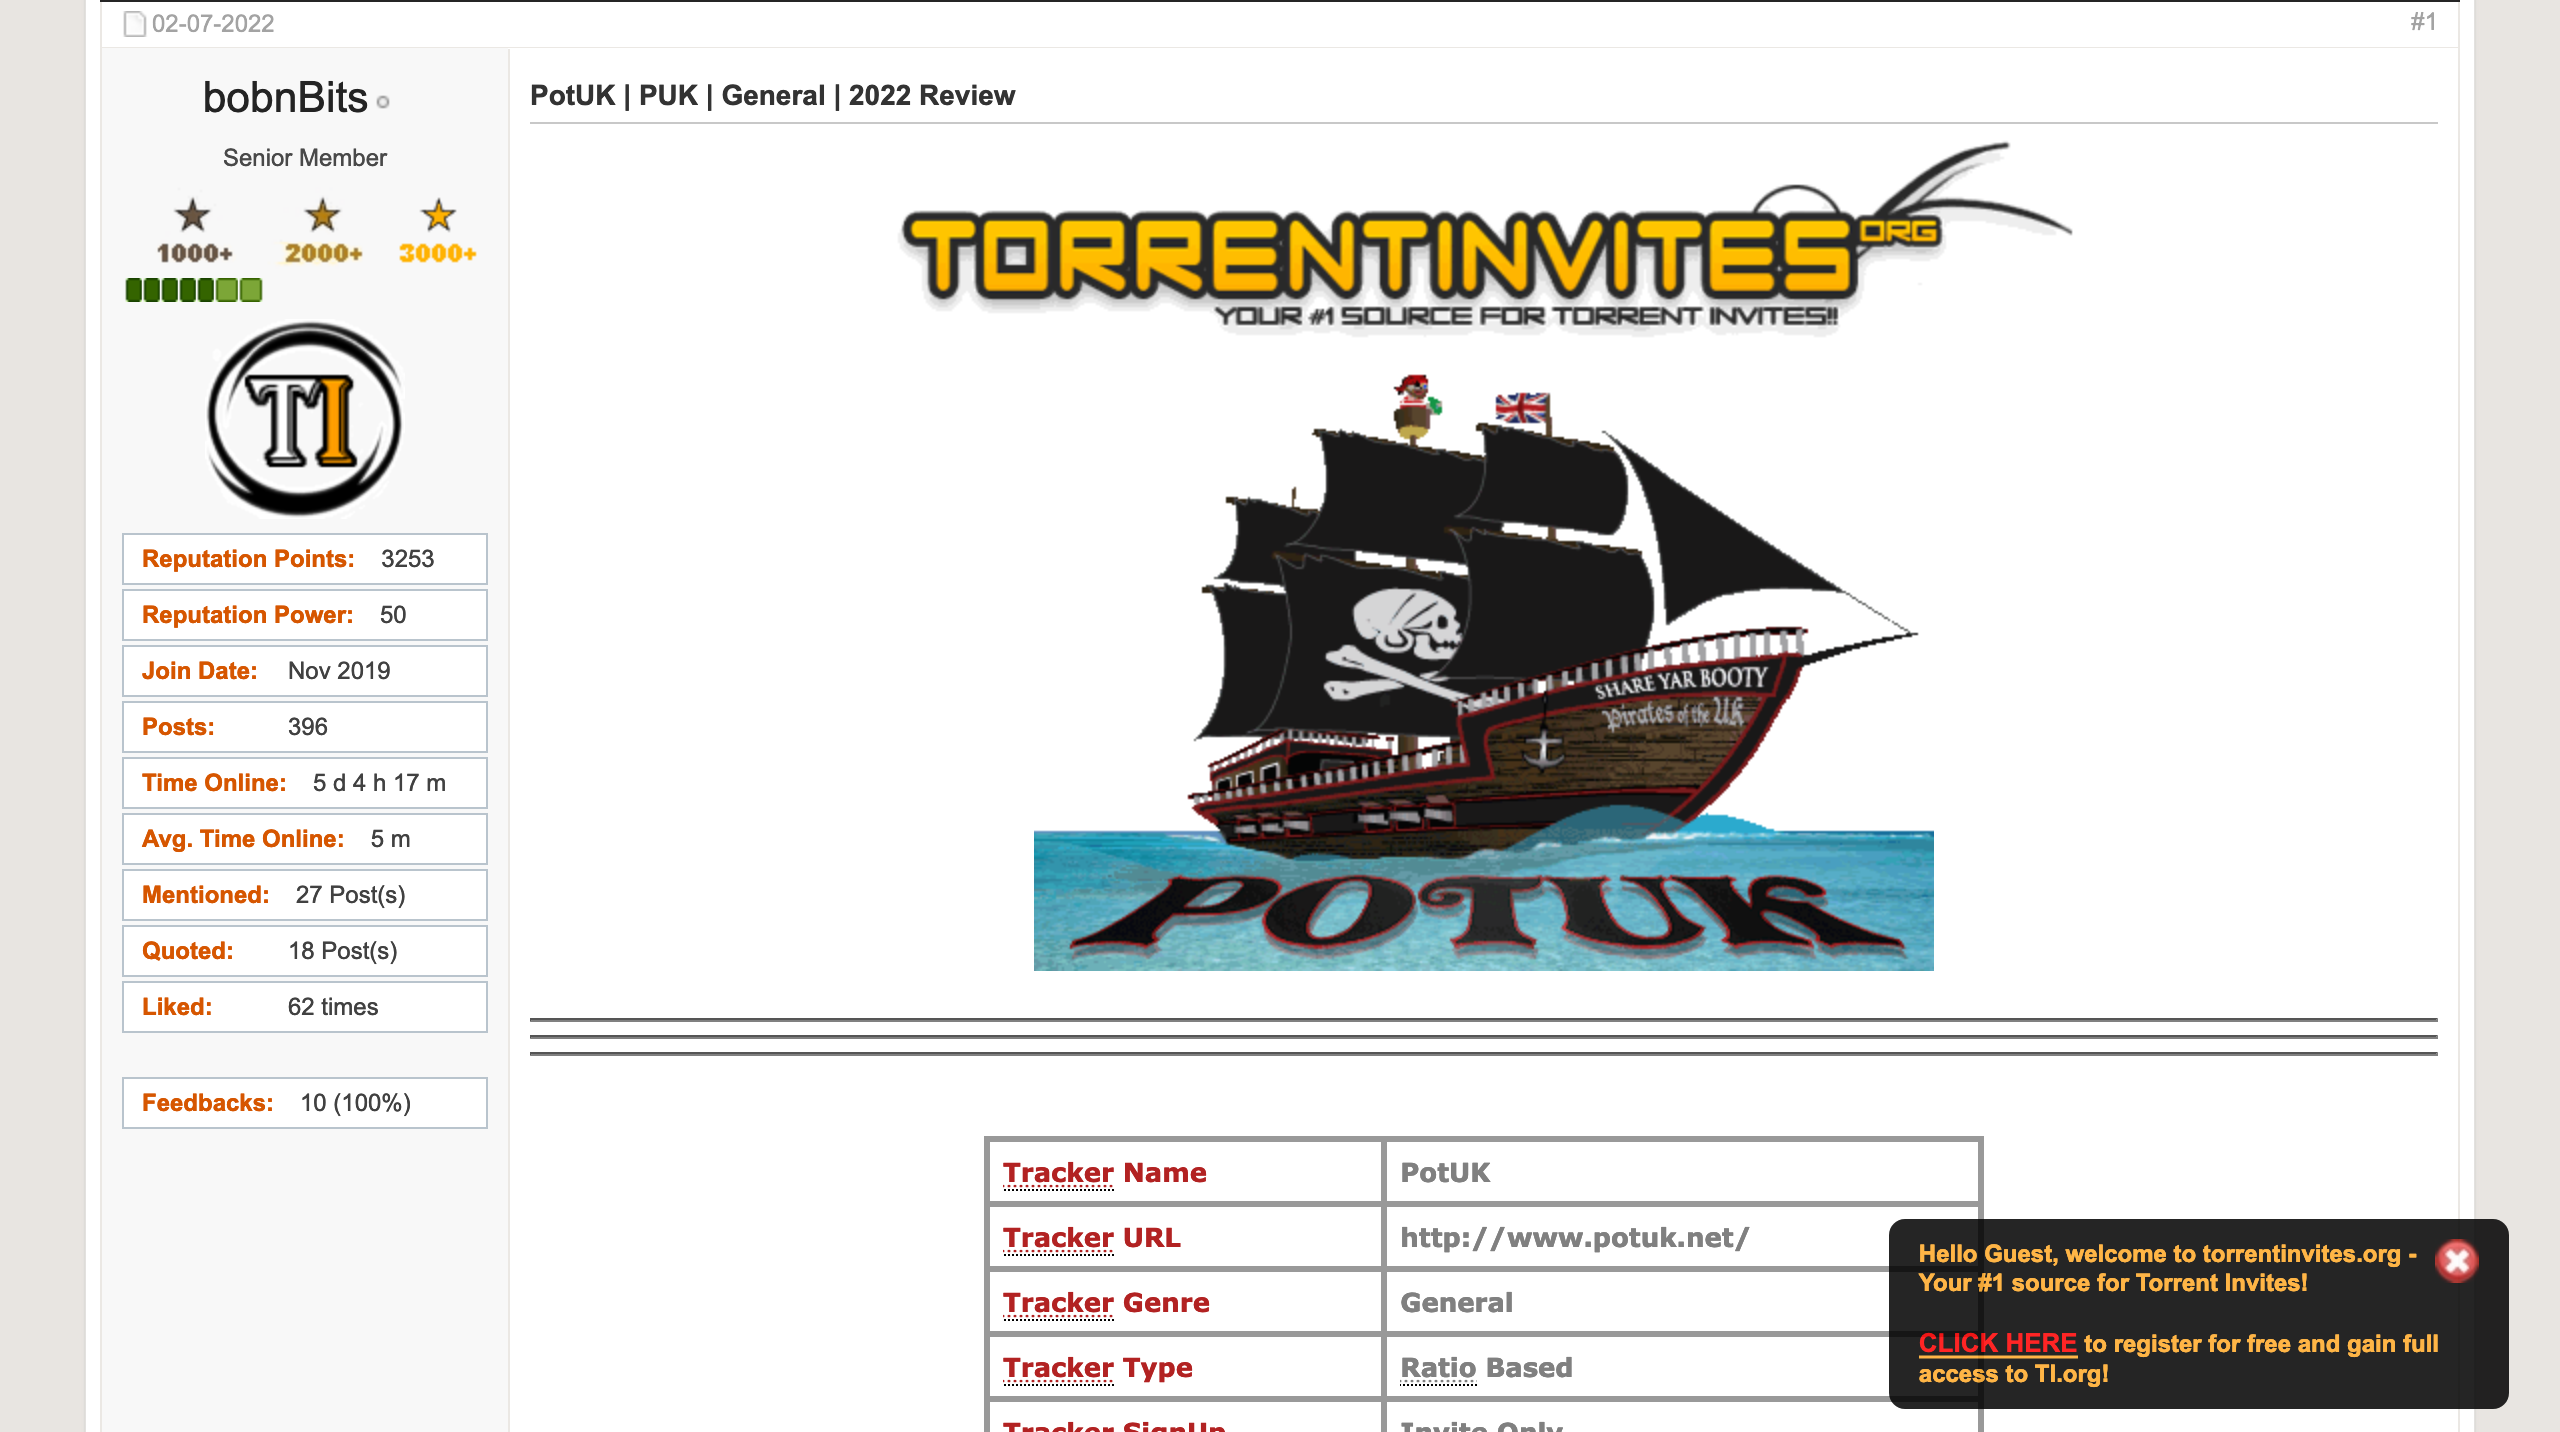 02-07-2022
#1
bobnBits
Senior Member
1000+ 2000+ 3000+
TI
Reputation Points: 3253
Reputation Power: 50
Join Date: Nov 2019
Posts: 396
Time Online: 5 d 4 h 17 m
Avg. Time Online: 5 m
Mentioned: 27 Post(s)
Quoted: 18 Post(s)
Liked: 62 times
Feedbacks: 10 (100%)
PotUK | PUK | General | 2022 Review
TORRENTINVITES ORG
YOUR #1 SOURCE FOR TORRENT INVITES!!
SHARE YAR BOOTY
Pirates of the UK
POTUK
Tracker Name PotUK
Tracker URL http://www.potuk.net/
Tracker Genre General
Tracker Type Ratio Based
Tracker SignUp Invite Only
Hello Guest, welcome to torrentinvites.org -
Your #1 source for Torrent Invites!
CLICK HERE to register for free and gain full
access to TI.org!